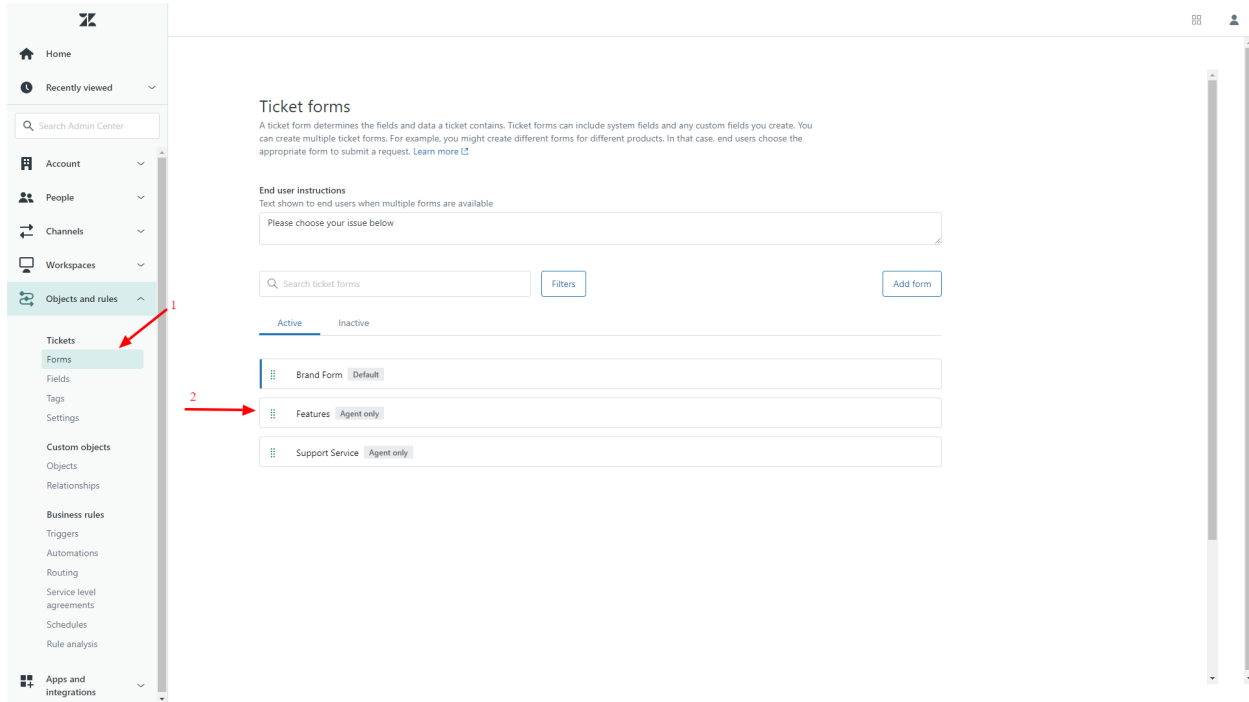 Home
Recently viewed
Search Admin Center
Account
People
Channels
Workspaces
Objects and rules
1
Tickets
Forms
Fields
Tags
Settings
Custom objects
Objects
Relationships
Business rules
Triggers
Automations
Routing
Service level
agreements
Schedules
Rule analysis
Apps and
integrations
Ticket forms
A ticket form determines the fields and data a ticket contains. Ticket forms can include system fields and any custom fields you create. You
can create multiple ticket forms. For example, you might create different forms for different products. In that case, end users choose the
appropriate form to submit a request. Learn more
End user instructions
Text shown to end users when multiple forms are available
Please choose your issue below
Search ticket forms
Filters
Add form
Active Inactive
Brand Form Default
2
Features Agent only
Support Service Agent only